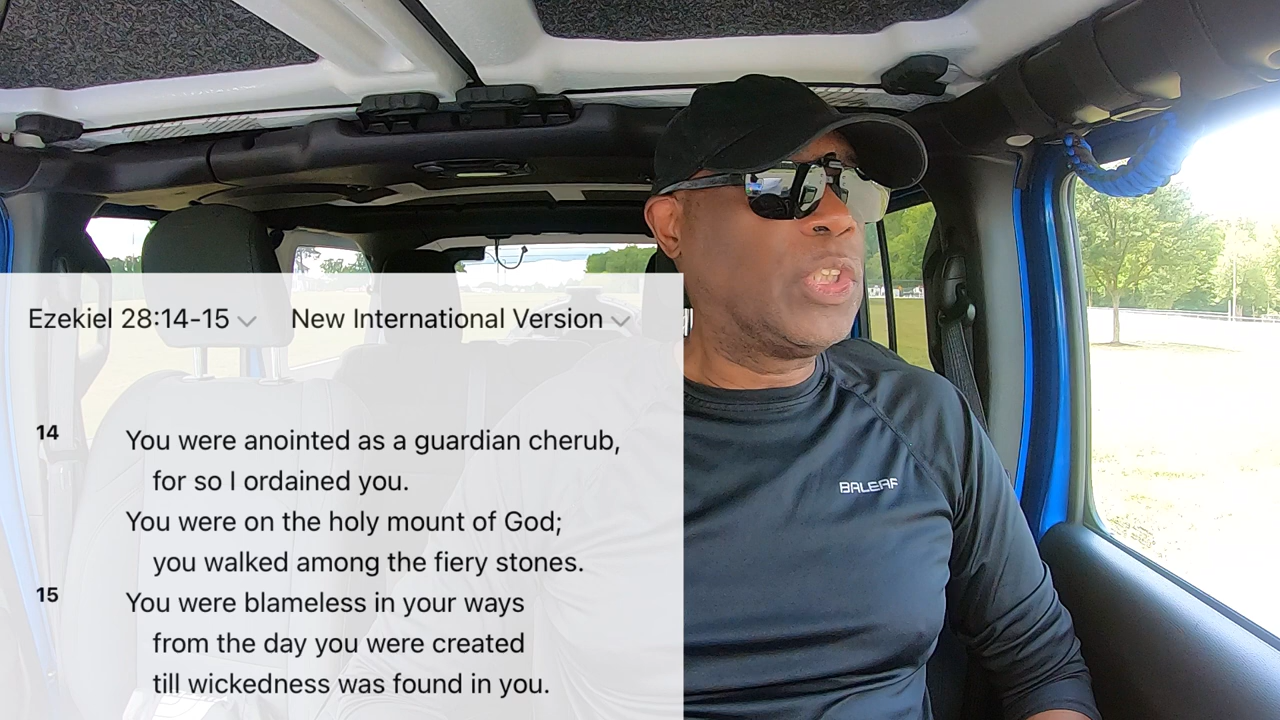 Ezekiel 28:14-15 New International Version
14 You were anointed as a guardian cherub,
for so I ordained you.
You were on the holy mount of God;
you walked among the fiery stones.
15 You were blameless in your ways
from the day you were created
till wickedness was found in you.
BALEAF